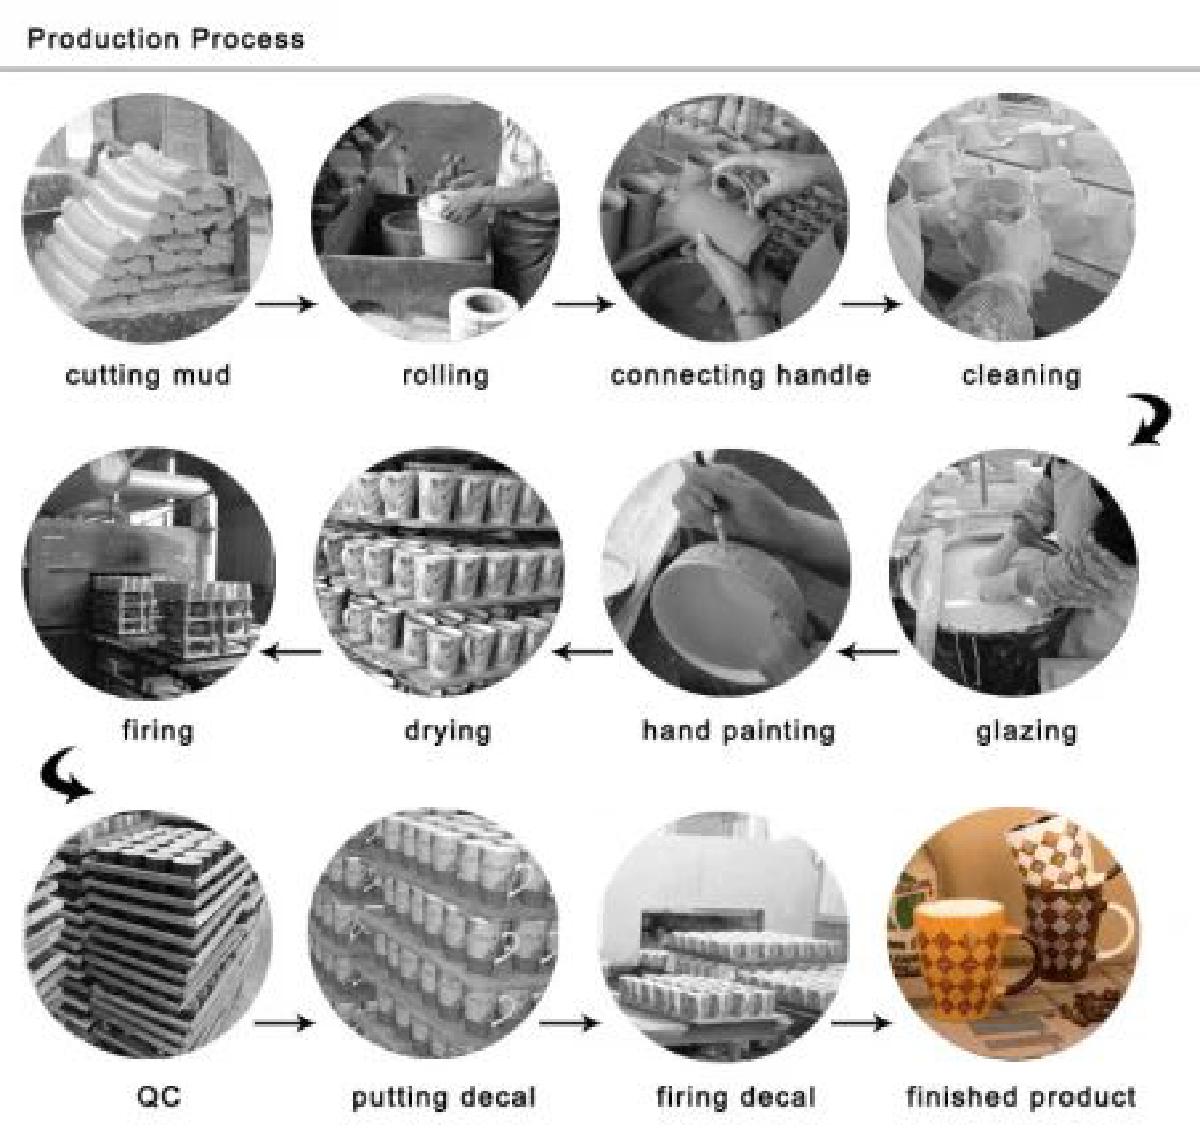 Production Process
cutting mud
rolling
connecting handle
cleaning
firing
drying
hand painting
glazing
QC
putting decal
firing decal
finished product